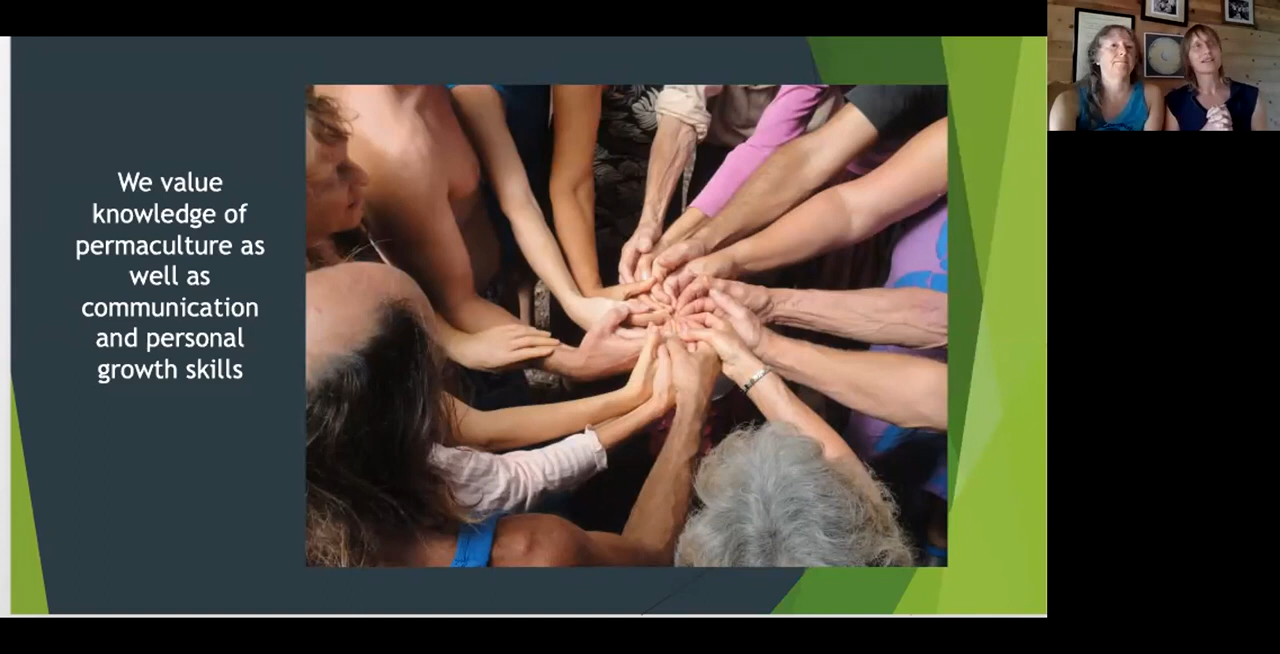 We value
knowledge of
permaculture as
well as
communication
and personal
growth skills